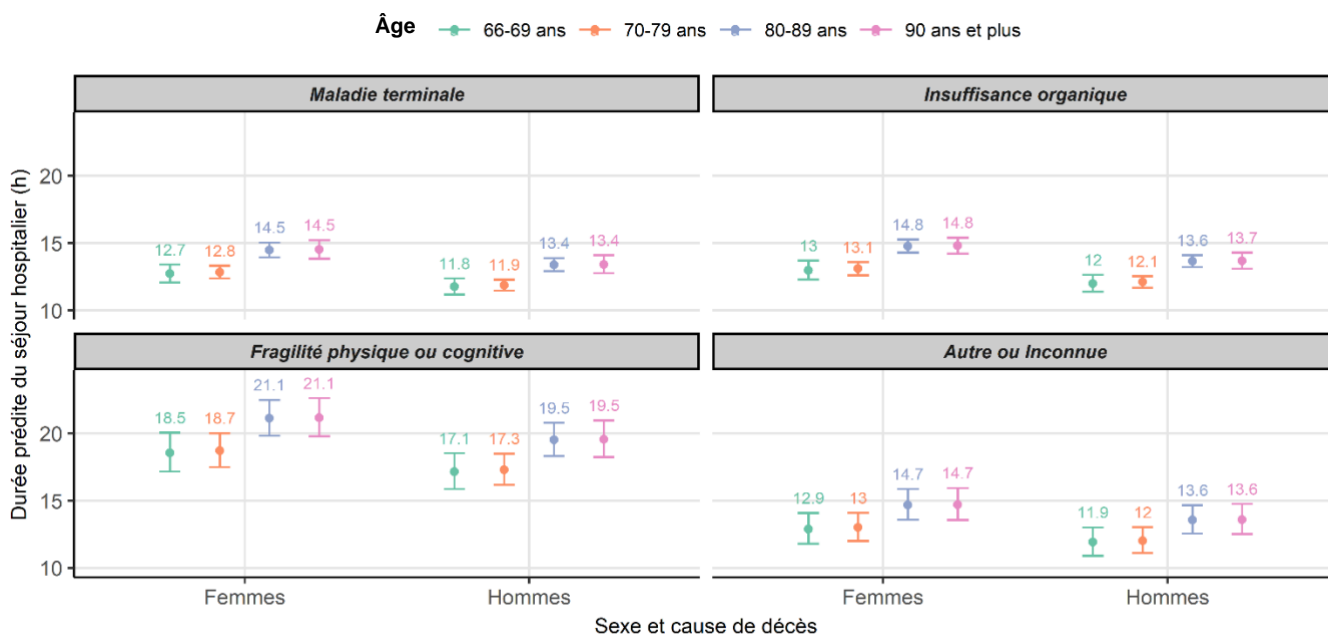 Âge 66-69 ans 70-79 ans 80-89 ans 90 ans et plus
Maladie terminale
Insuffisance organique
Durée prédite du séjour hospitalier (h)
20
15
10
12.7 12.8 14.5 14.5 11.8 11.9 13.4 13.4
13 13.1 14.8 14.8 12 12.1 13.6 13.7
Fragilité physique ou cognitive
Autre ou Inconnue
20
15
10
18.5 18.7 21.1 21.1 17.1 17.3 19.5 19.5
12.9 13 14.7 14.7 11.9 12 13.6 13.6
Femmes Hommes Femmes Hommes
Sexe et cause de décès